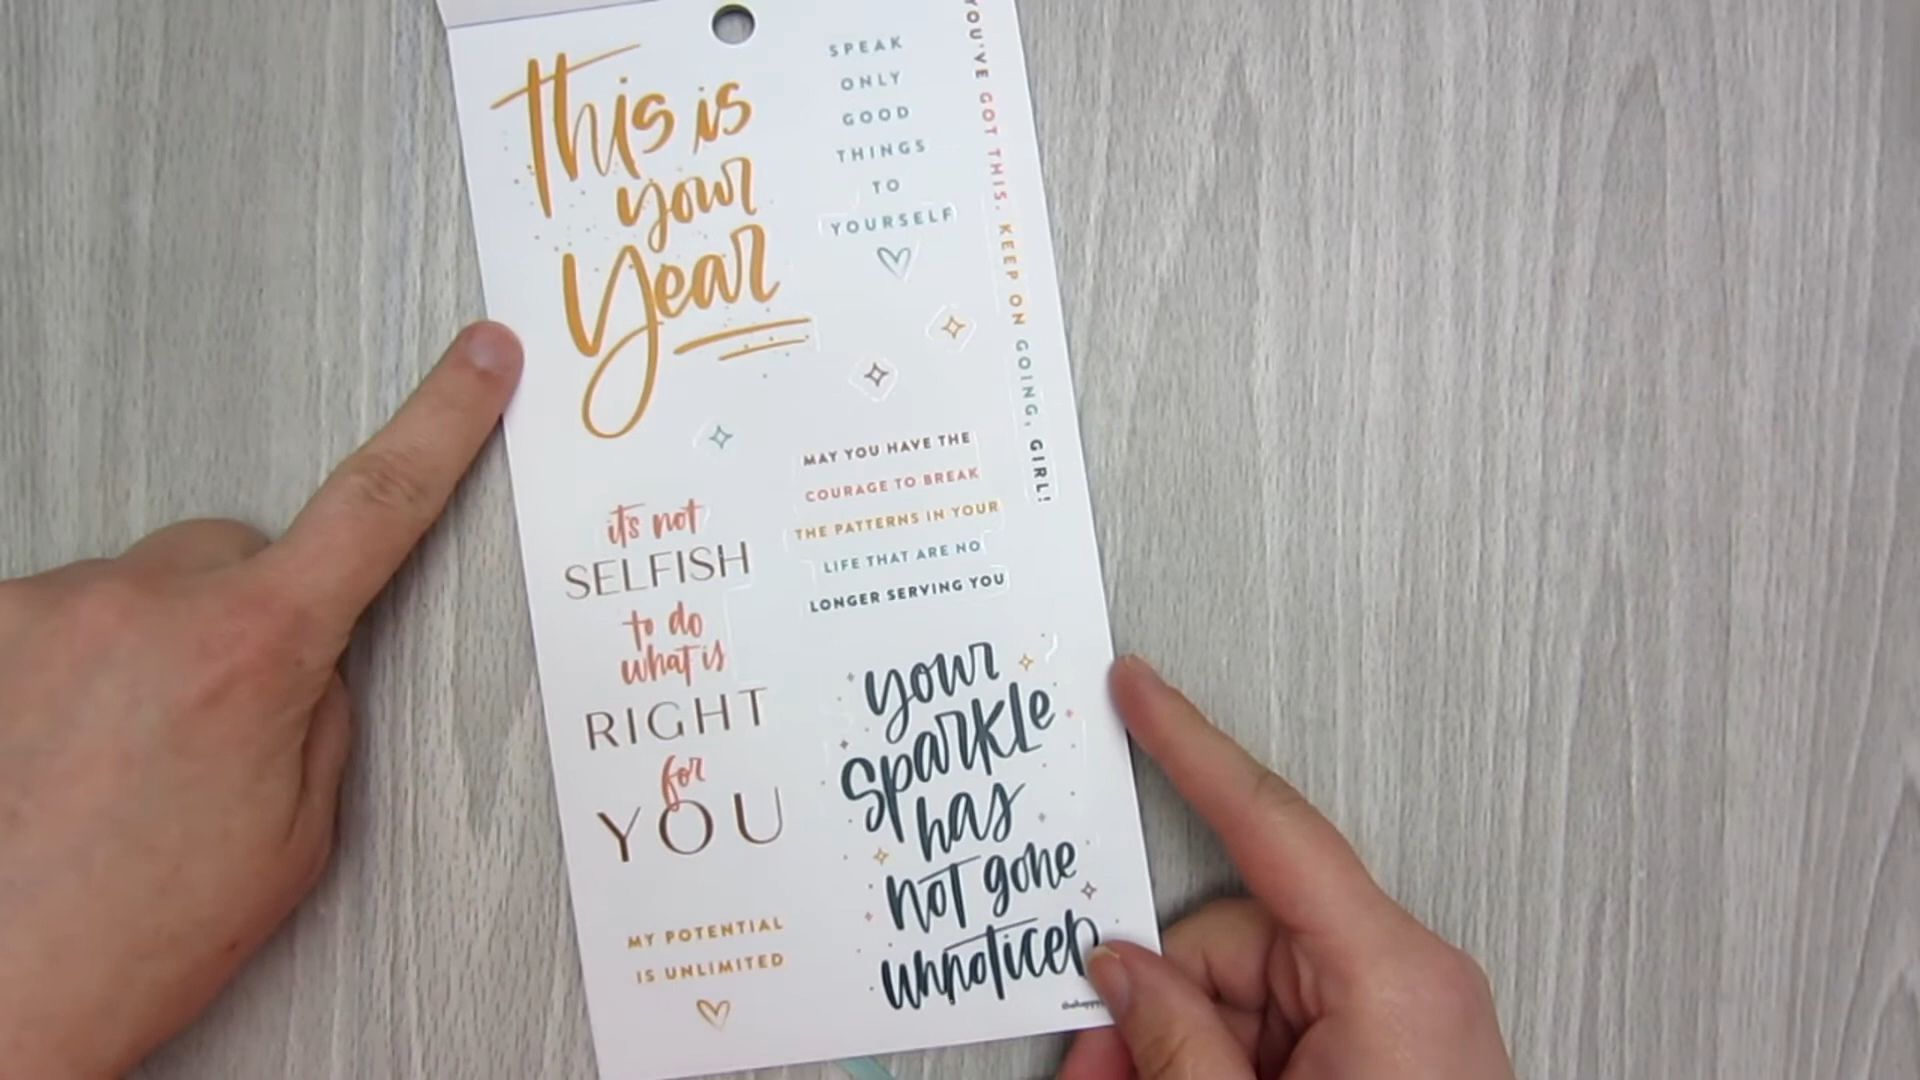 this is
your
year
SPEAK
ONLY
GOOD
THINGS
TO
YOURSELF
YOU'VE GOT THIS. KEEP ON GOING, GIRL!
MAY YOU HAVE THE
COURAGE TO BREAK
THE PATTERNS IN YOUR
LIFE THAT ARE NO
LONGER SERVING YOU
it's not
SELFISH
to do
what is
RIGHT
for
YOU
your
sparkle
has
not gone
unnoticed
MY POTENTIAL
IS UNLIMITED